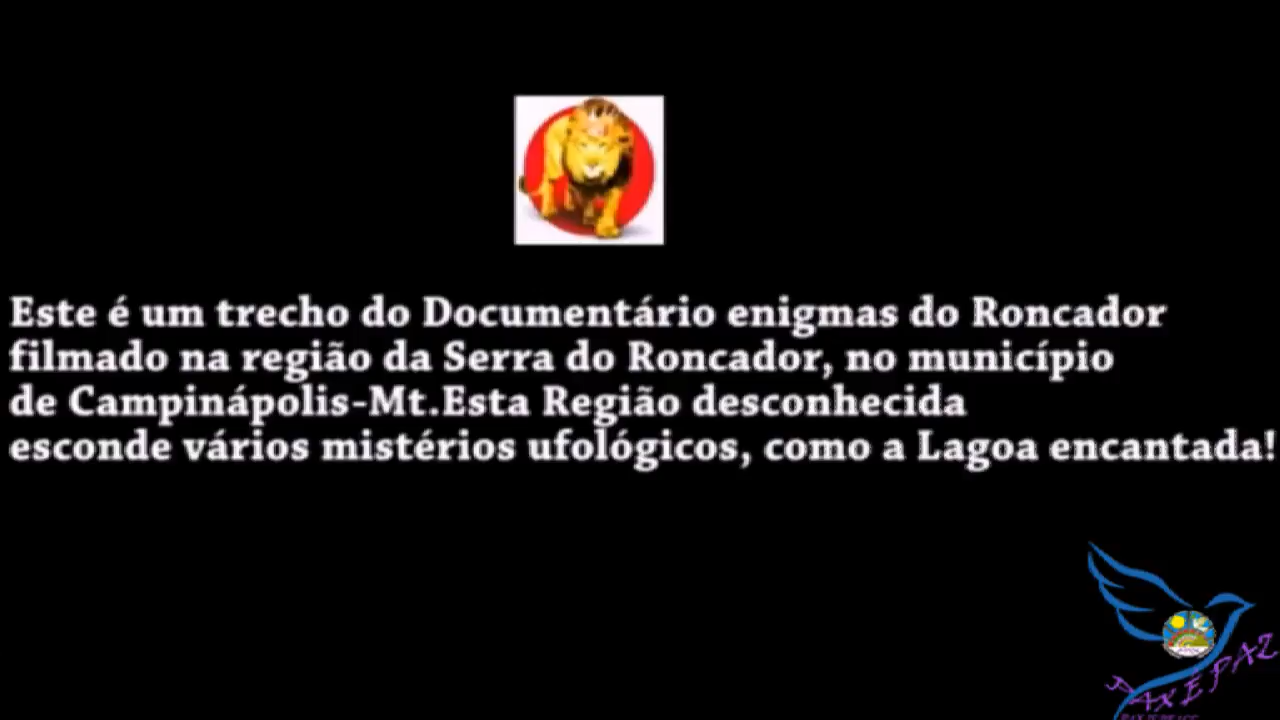 Este é um trecho do Documentário enigmas do Roncador
filmado na região da Serra do Roncador, no município
de Campinápolis-Mt.Esta Região desconhecida
esconde vários mistérios ufológicos, como a Lagoa encantada!
PAZ